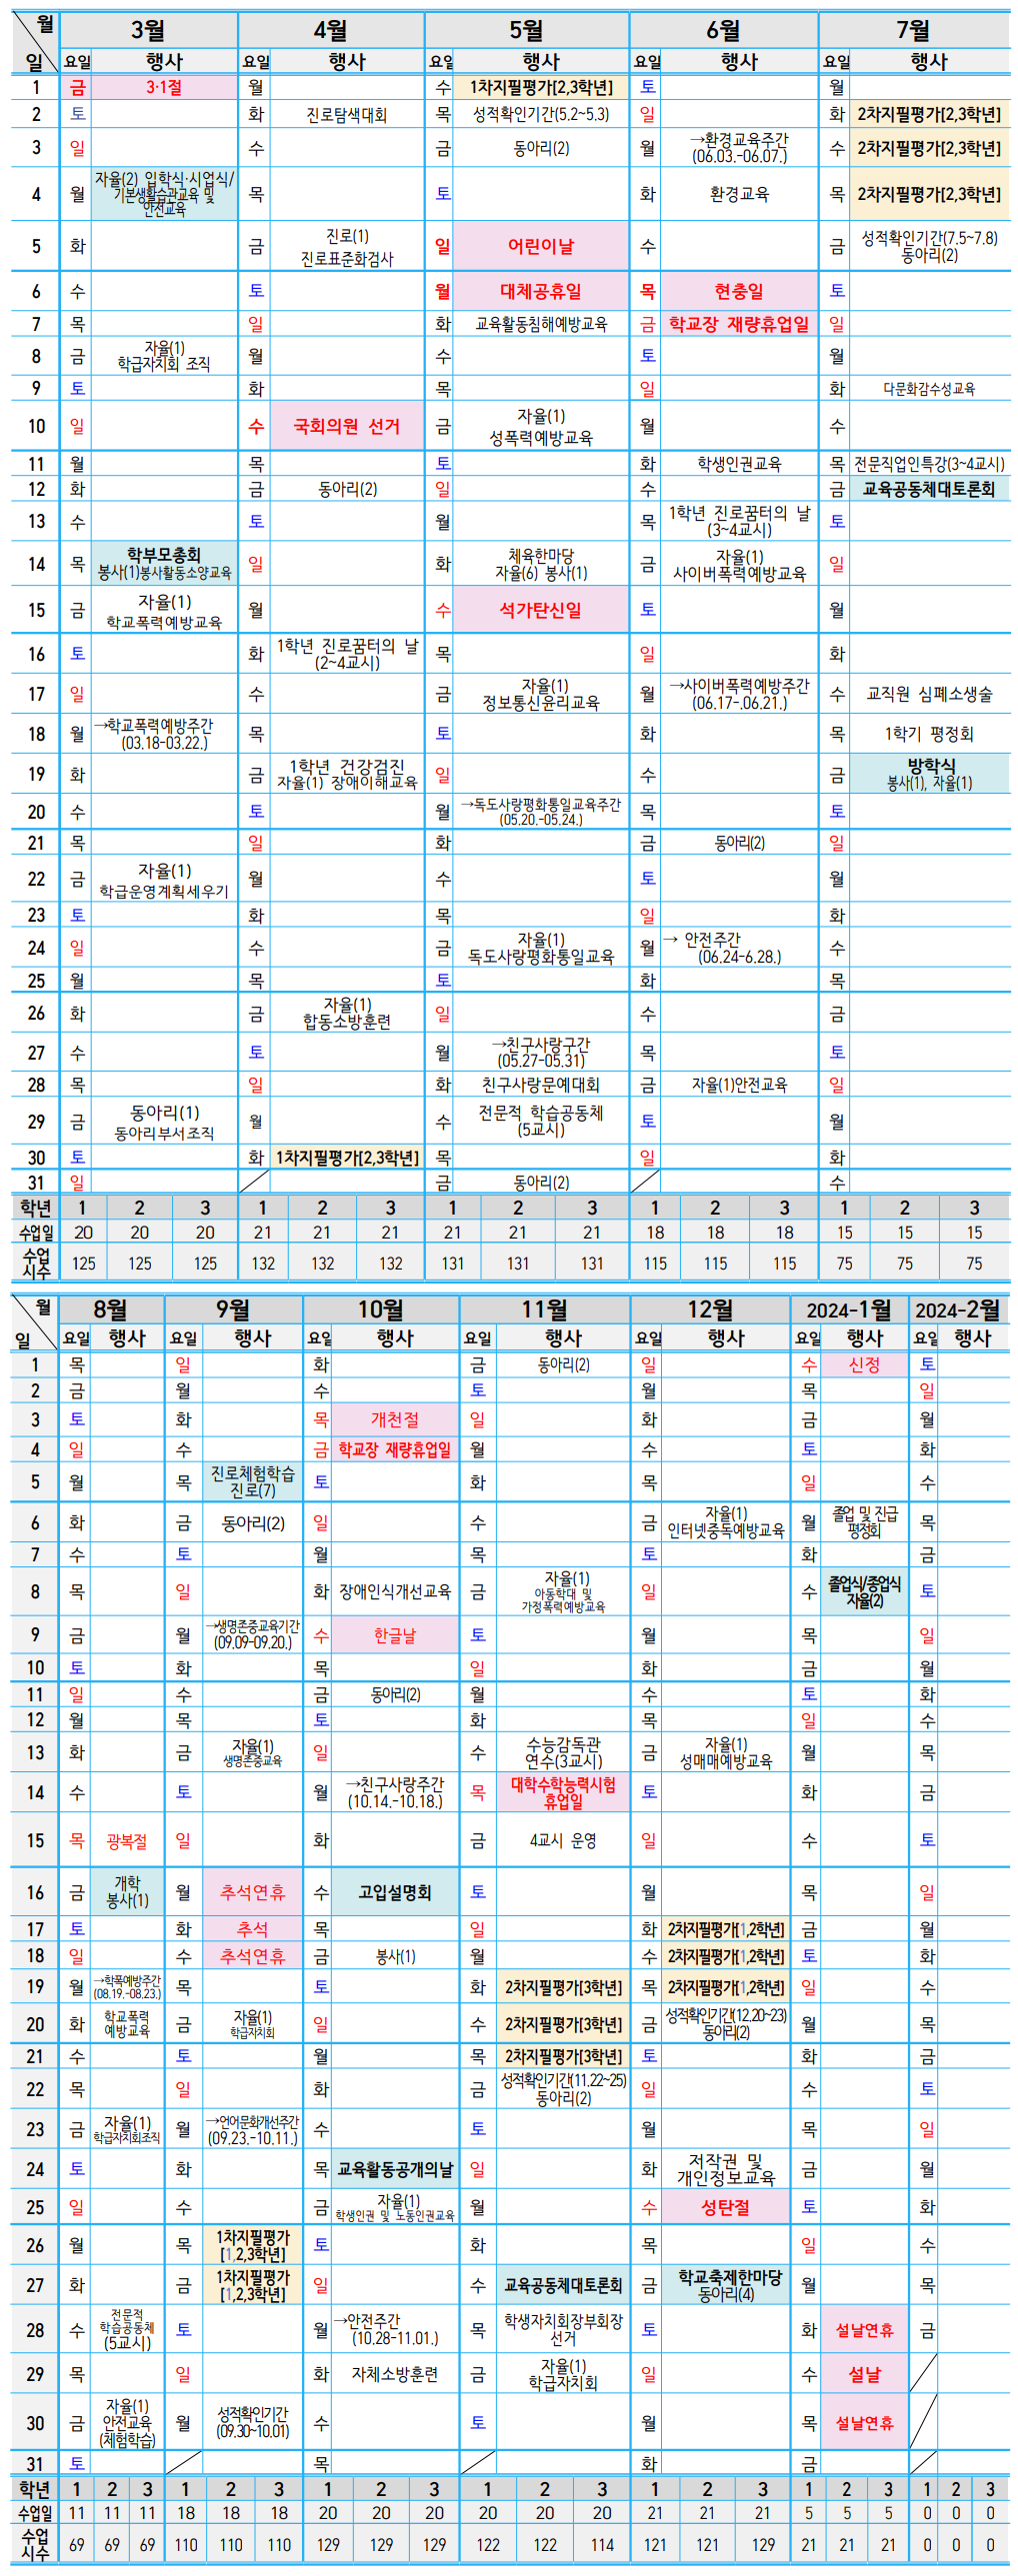 월 3월 4월 5월 6월 7월
일 요일 행사 요일 행사 요일 행사 요일 행사 요일 행사
1 금 3·1절 월 수 1차지필평가[2,3학년] 토 월
2 토 화 진로탐색대회 목 성적확인기간(5.2~5.3) 일 화 2차지필평가[2,3학년]
3 일 수 금 동아리(2) 월 →환경교육주간 수 2차지필평가[2,3학년]
(06.03.-06.07.)
4 월 자율(2) 입학식·시업식/ 목 토 화 환경교육 목 2차지필평가[2,3학년]
기본생활습관교육 및
안전교육
5 화 금 진로(1) 일 어린이날 수 금 성적확인기간(7.5~7.8)
진로표준화검사 동아리(2)
6 수 토 월 대체공휴일 목 현충일 토
7 목 일 화 교육활동침해예방교육 금 학교장 재량휴업일 일
8 금 자율(1) 월 수 토 월
학급자치회 조직
9 토 화 목 일 화 다문화감수성교육
10 일 수 국회의원 선거 금 자율(1) 월 수
성폭력예방교육
11 월 목 토 화 학생인권교육 목 전문직업인특강(3~4교시)
12 화 금 동아리(2) 일 수 금 교육공동체대토론회
13 수 토 월 목 1학년 진로꿈터의 날 토
(3~4교시)
14 목 학부모총회 일 화 체육한마당 금 자율(1) 일
봉사(1)봉사활동소양교육 자율(6) 봉사(1) 사이버폭력예방교육
15 금 자율(1) 월 수 석가탄신일 토 월
학교폭력예방교육
16 토 화 1학년 진로꿈터의 날 목 일 화
(2~4교시)
17 일 수 금 자율(1) 월 →사이버폭력예방주간 수 교직원 심폐소생술
정보통신윤리교육 (06.17-.06.21.)
18 월 →학교폭력예방주간 목 토 화 목 1학기 평정회
(03.18-03.22.)
19 화 금 1학년 건강검진 일 수 금 방학식
자율(1) 장애이해교육 봉사(1), 자율(1)
20 수 토 월 →독도사랑평화통일교육주간 목 토
(05.20.-05.24.)
21 목 일 화 금 동아리(2) 일
22 금 자율(1) 월 수 토 월
학급운영계획세우기
23 토 화 목 일 화
24 일 수 금 자율(1) 월 → 안전주간 수
독도사랑평화통일교육 (06.24-6.28.)
25 월 목 토 화 목
26 화 금 자율(1) 일 수 금
합동소방훈련
27 수 토 월 →친구사랑구간 목 토
(05.27-05.31)
28 목 일 화 친구사랑문예대회 금 자율(1)안전교육 일
29 금 동아리(1) 월 수 전문적 학습공동체 토 월
동아리부서조직 (5교시)
30 토 화 1차지필평가[2,3학년] 목 일 화
31 일 금 동아리(2) 수
학년 1 2 3 1 2 3 1 2 3 1 2 3 1 2 3
수업일 20 20 20 21 21 21 21 21 21 18 18 18 15 15 15
수업 125 125 125 132 132 132 131 131 131 115 115 115 75 75 75
시수
월 8월 9월 10월 11월 12월 2024-1월 2024-2월
일 요일 행사 요일 행사 요일 행사 요일 행사 요일 행사 요일 행사 요일 행사
1 목 일 화 금 동아리(2) 일 수 신정 토
2 금 월 수 토 월 목 일
3 토 화 목 개천절 일 화 금 월
4 일 수 금 학교장 재량휴업일 월 수 토 화
5 월 목 진로체험학습 토 화 목 일 수
진로(7)
6 화 금 동아리(2) 일 수 금 자율(1) 월 졸업 및 진급 목
인터넷중독예방교육 평정회
7 수 토 월 목 토 화 금
8 목 일 화 장애인식개선교육 금 자율(1) 일 수 졸업식/종업식 토
아동학대 및 자율(2)
가정폭력예방교육
9 금 월 →생명존중교육기간 수 한글날 토 월 목 일
(09.09-09.20.)
10 토 화 목 일 화 금 월
11 일 수 금 동아리(2) 월 수 토 화
12 월 목 토 화 목 일 수
13 화 금 자율(1) 일 수 수능감독관 금 자율(1) 월 목
생명존중교육 연수(3교시) 성매매예방교육
14 수 토 월 →친구사랑주간 목 대학수학능력시험 토 화 금
(10.14.-10.18.) 휴업일
15 목 광복절 일 화 금 4교시 운영 일 수 토
16 금 개학 월 추석연휴 수 고입설명회 토 월 목 일
봉사(1)
17 토 화 추석 목 일 화 2차지필평가[1,2학년] 금 월
18 일 수 추석연휴 금 봉사(1) 월 수 2차지필평가[1,2학년] 토 화
19 월 →학폭예방주간 목 토 화 2차지필평가[3학년] 목 2차지필평가[1,2학년] 일 수
(08.19.-08.23.)
20 화 학교폭력 금 자율(1) 일 수 2차지필평가[3학년] 금 성적확인기간(12.20~23) 월 목
예방교육 학급자치회 동아리(2)
21 수 토 월 목 2차지필평가[3학년] 토 화 금
22 목 일 화 금 성적확인기간(11.22~25) 일 수 토
동아리(2)
23 금 자율(1) 월 →언어문화개선주간 수 토 월 목 일
학급자치회조직 (09.23.-10.11.)
24 토 화 목 교육활동공개의날 일 화 저작권 및 금 월
개인정보교육
25 일 수 금 자율(1) 월 수 성탄절 토 화
학생인권 및 노동인권교육
26 월 목 1차지필평가 토 화 목 일 수
[1,2,3학년]
27 화 금 1차지필평가 일 수 교육공동체대토론회 금 학교축제한마당 월 목
[1,2,3학년] 동아리(4)
28 수 전문적 토 월 →안전주간 목 학생자치회장부회장 토 화 설날연휴 금
학습공동체 (10.28-11.01.) 선거
(5교시)
29 목 일 화 자체소방훈련 금 자율(1) 일 수 설날
학급자치회
30 금 자율(1) 월 성적확인기간 수 토 월 목 설날연휴
안전교육 (09.30~10.01)
(체험학습)
31 토 목 화 금
학년 1 2 3 1 2 3 1 2 3 1 2 3 1 2 3 1 2 3 1 2 3
수업일 11 11 11 18 18 18 20 20 20 20 20 20 21 21 21 5 5 5 0 0 0
수업 69 69 69 110 110 110 129 129 129 122 122 114 121 121 129 21 21 21 0 0 0
시수